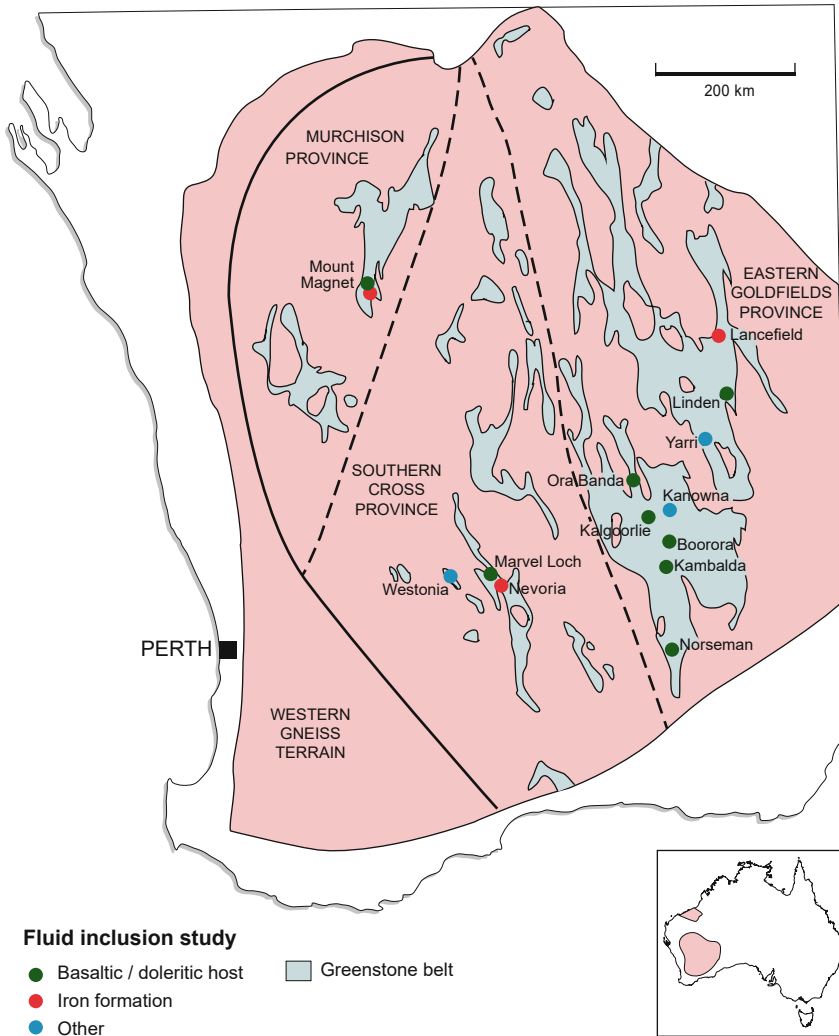 200 km
MURCHISON
PROVINCE
Mount
Magnet
EASTERN
GOLDFIELDS
PROVINCE
Lancefield
Linden
Yarri
SOUTHERN
CROSS
PROVINCE
Ora Banda
Kanowna
Kalgoorlie
Boorora
Kambalda
Marvel Loch
Westonia
Nevoria
PERTH
Norseman
WESTERN
GNEISS
TERRAIN
Fluid inclusion study
Basaltic / doleritic host
Greenstone belt
Iron formation
Other